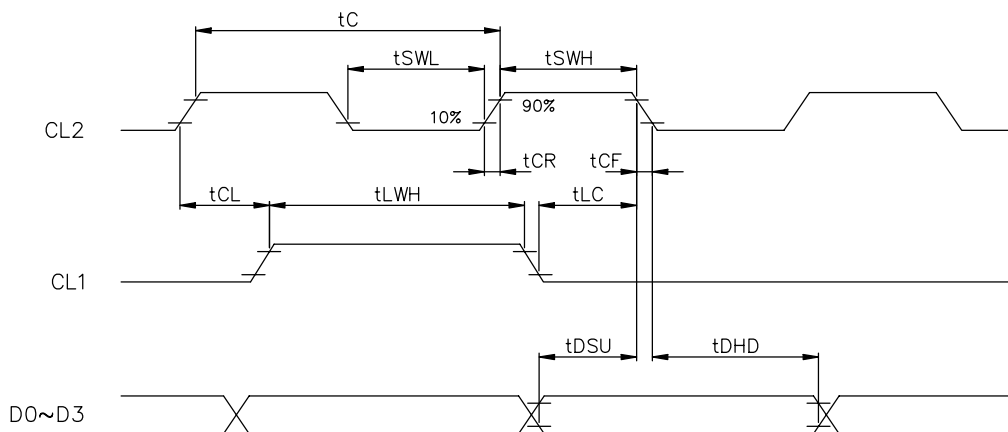 tC
tSWL tSWH
CL2 10% 90%
tCR tCF
tCL tLWH tLC
CL1
tDSU tDHD
D0~D3